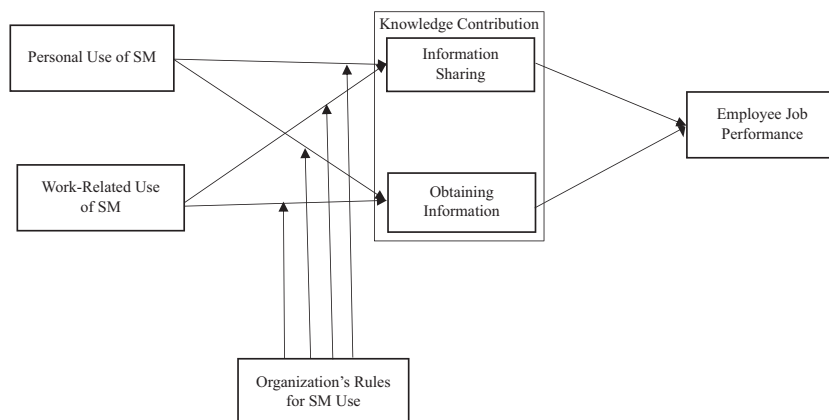 Knowledge Contribution
Personal Use of SM
Information
Sharing
Employee Job
Performance
Work-Related Use
of SM
Obtaining
Information
Organization’s Rules
for SM Use